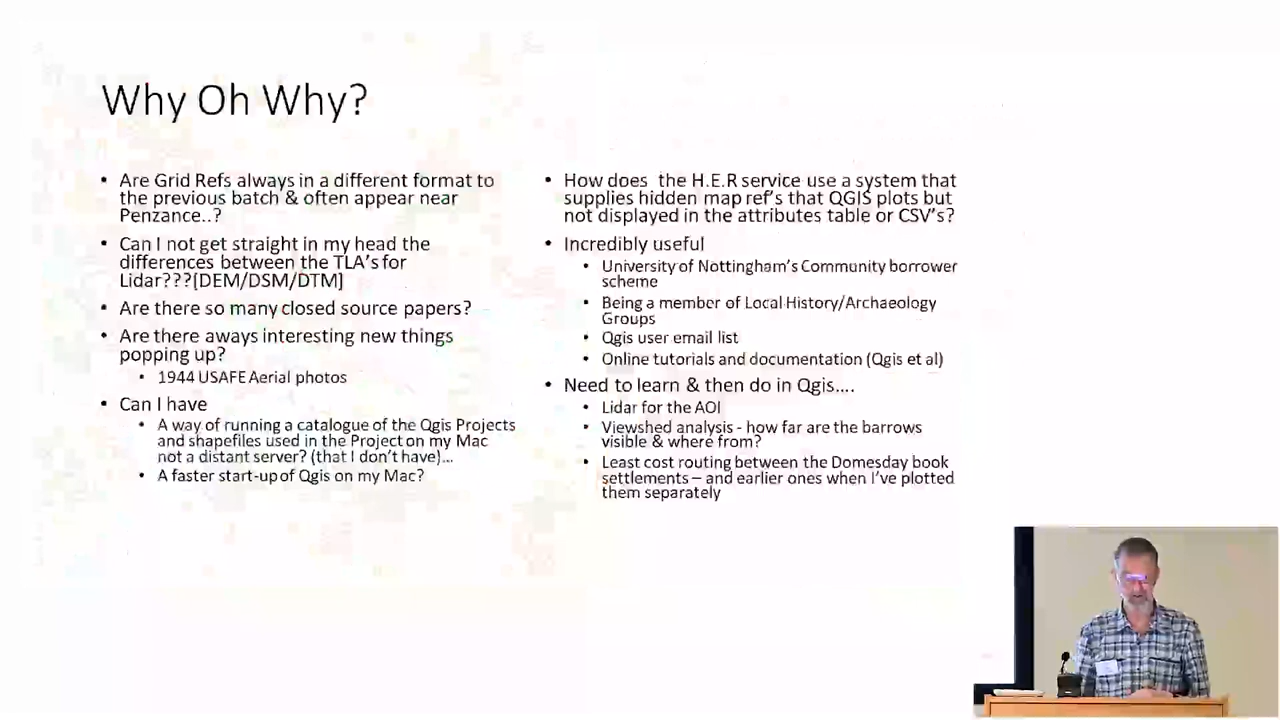 Why Oh Why?
• Are Grid Refs always in a different format to
the previous batch & often appear near
Penzance..?
• Can I not get straight in my head the
differences between the TLA's for
Lidar???[DEM/DSM/DTM]
• Are there so many closed source papers?
• Are there aways interesting new things
popping up?
• 1944 USAFE Aerial photos
• Can I have
• A way of running a catalogue of the Qgis Projects
and shapefiles used in the Project on my Mac
not a distant server? (that I don't have)...
• A faster start-up of Qgis on my Mac?
• How does the H.E.R service use a system that
supplies hidden map ref's that QGIS plots but
not displayed in the attributes table or CSV's?
• Incredibly useful
• University of Nottingham's Community borrower
scheme
• Being a member of Local History/Archaeology
Groups
• Qgis user email list
• Online tutorials and documentation (Qgis et al)
• Need to learn & then do in Qgis....
• Lidar for the AOI
• Viewshed analysis - how far are the barrows
visible & where from?
• Least cost routing between the Domesday book
settlements – and earlier ones when I've plotted
them separately